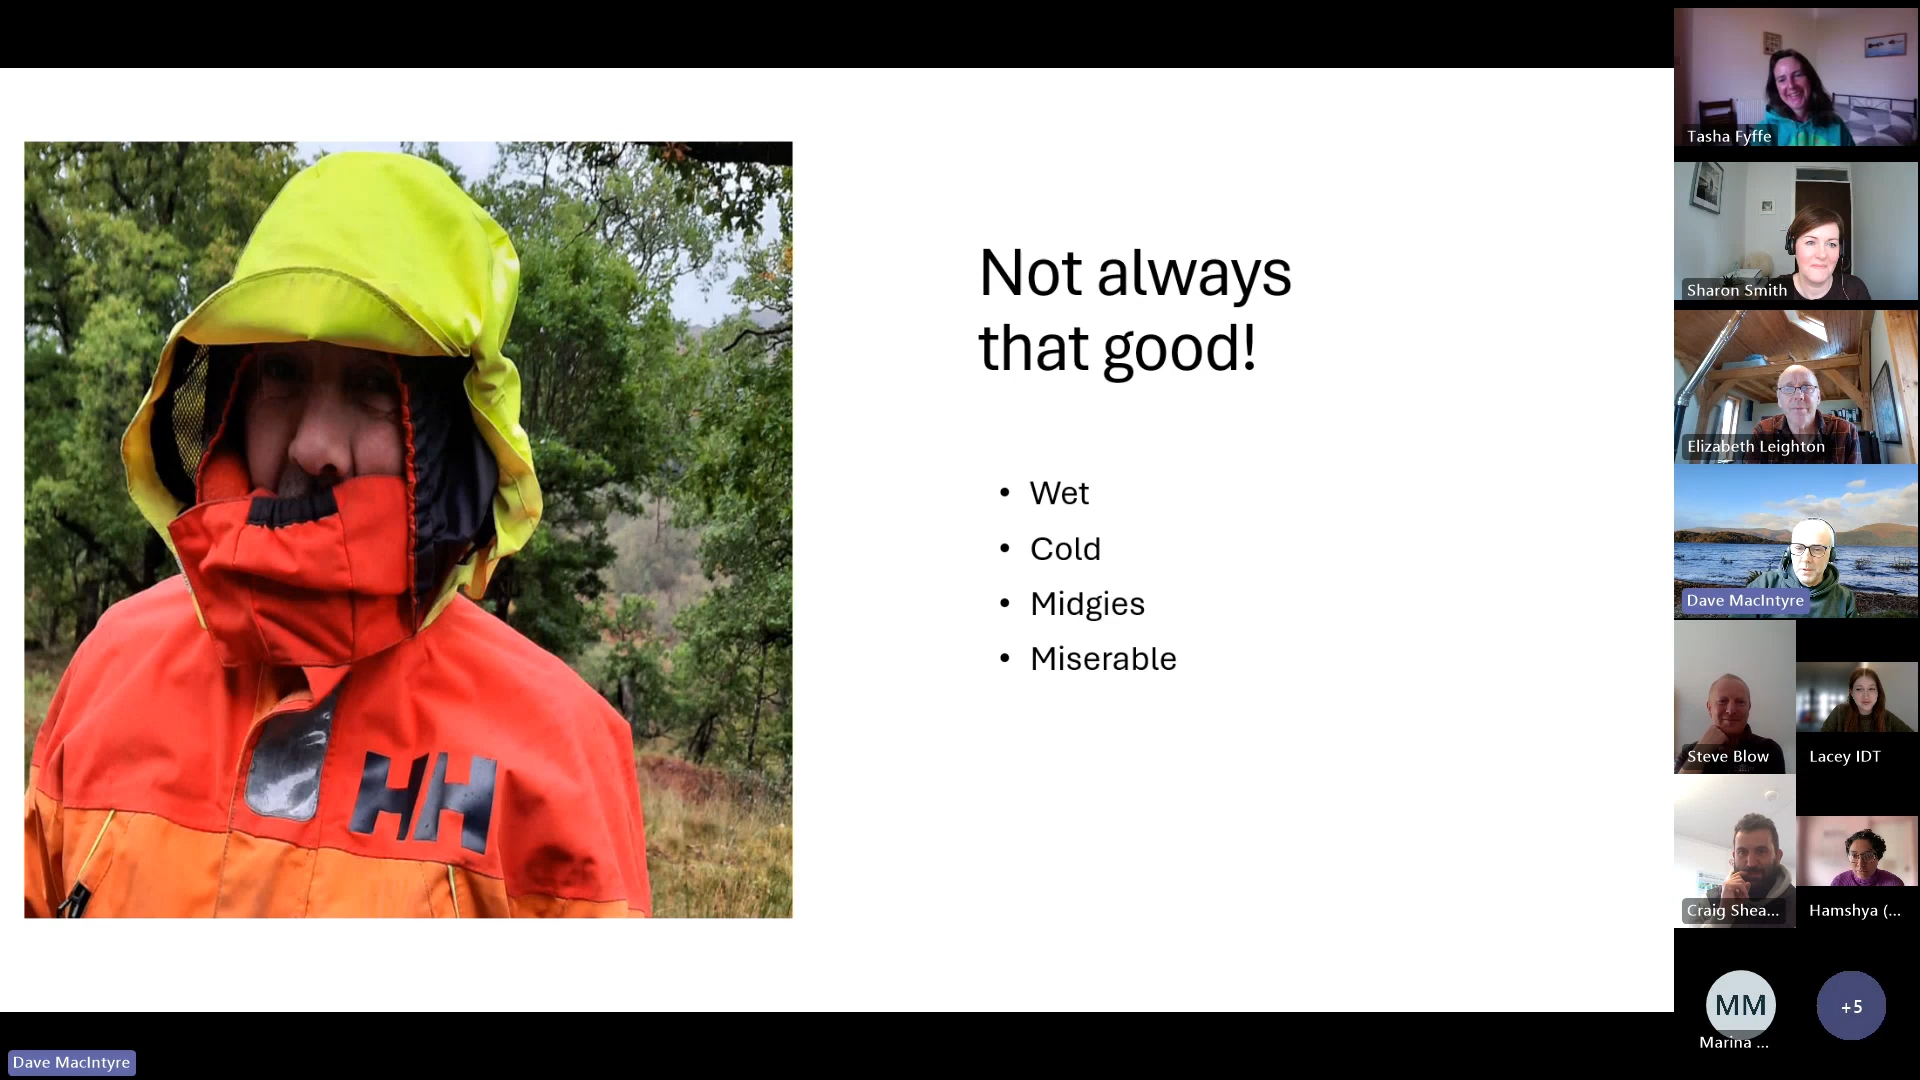 Not always
that good!
• Wet
• Cold
• Midgies
• Miserable
HH
Tasha Fyffe
Sharon Smith
Elizabeth Leighton
Dave MacIntyre
Steve Blow
Lacey IDT
Craig Shea...
Hamshya (...
MM
+5
Marina ...
Dave MacIntyre